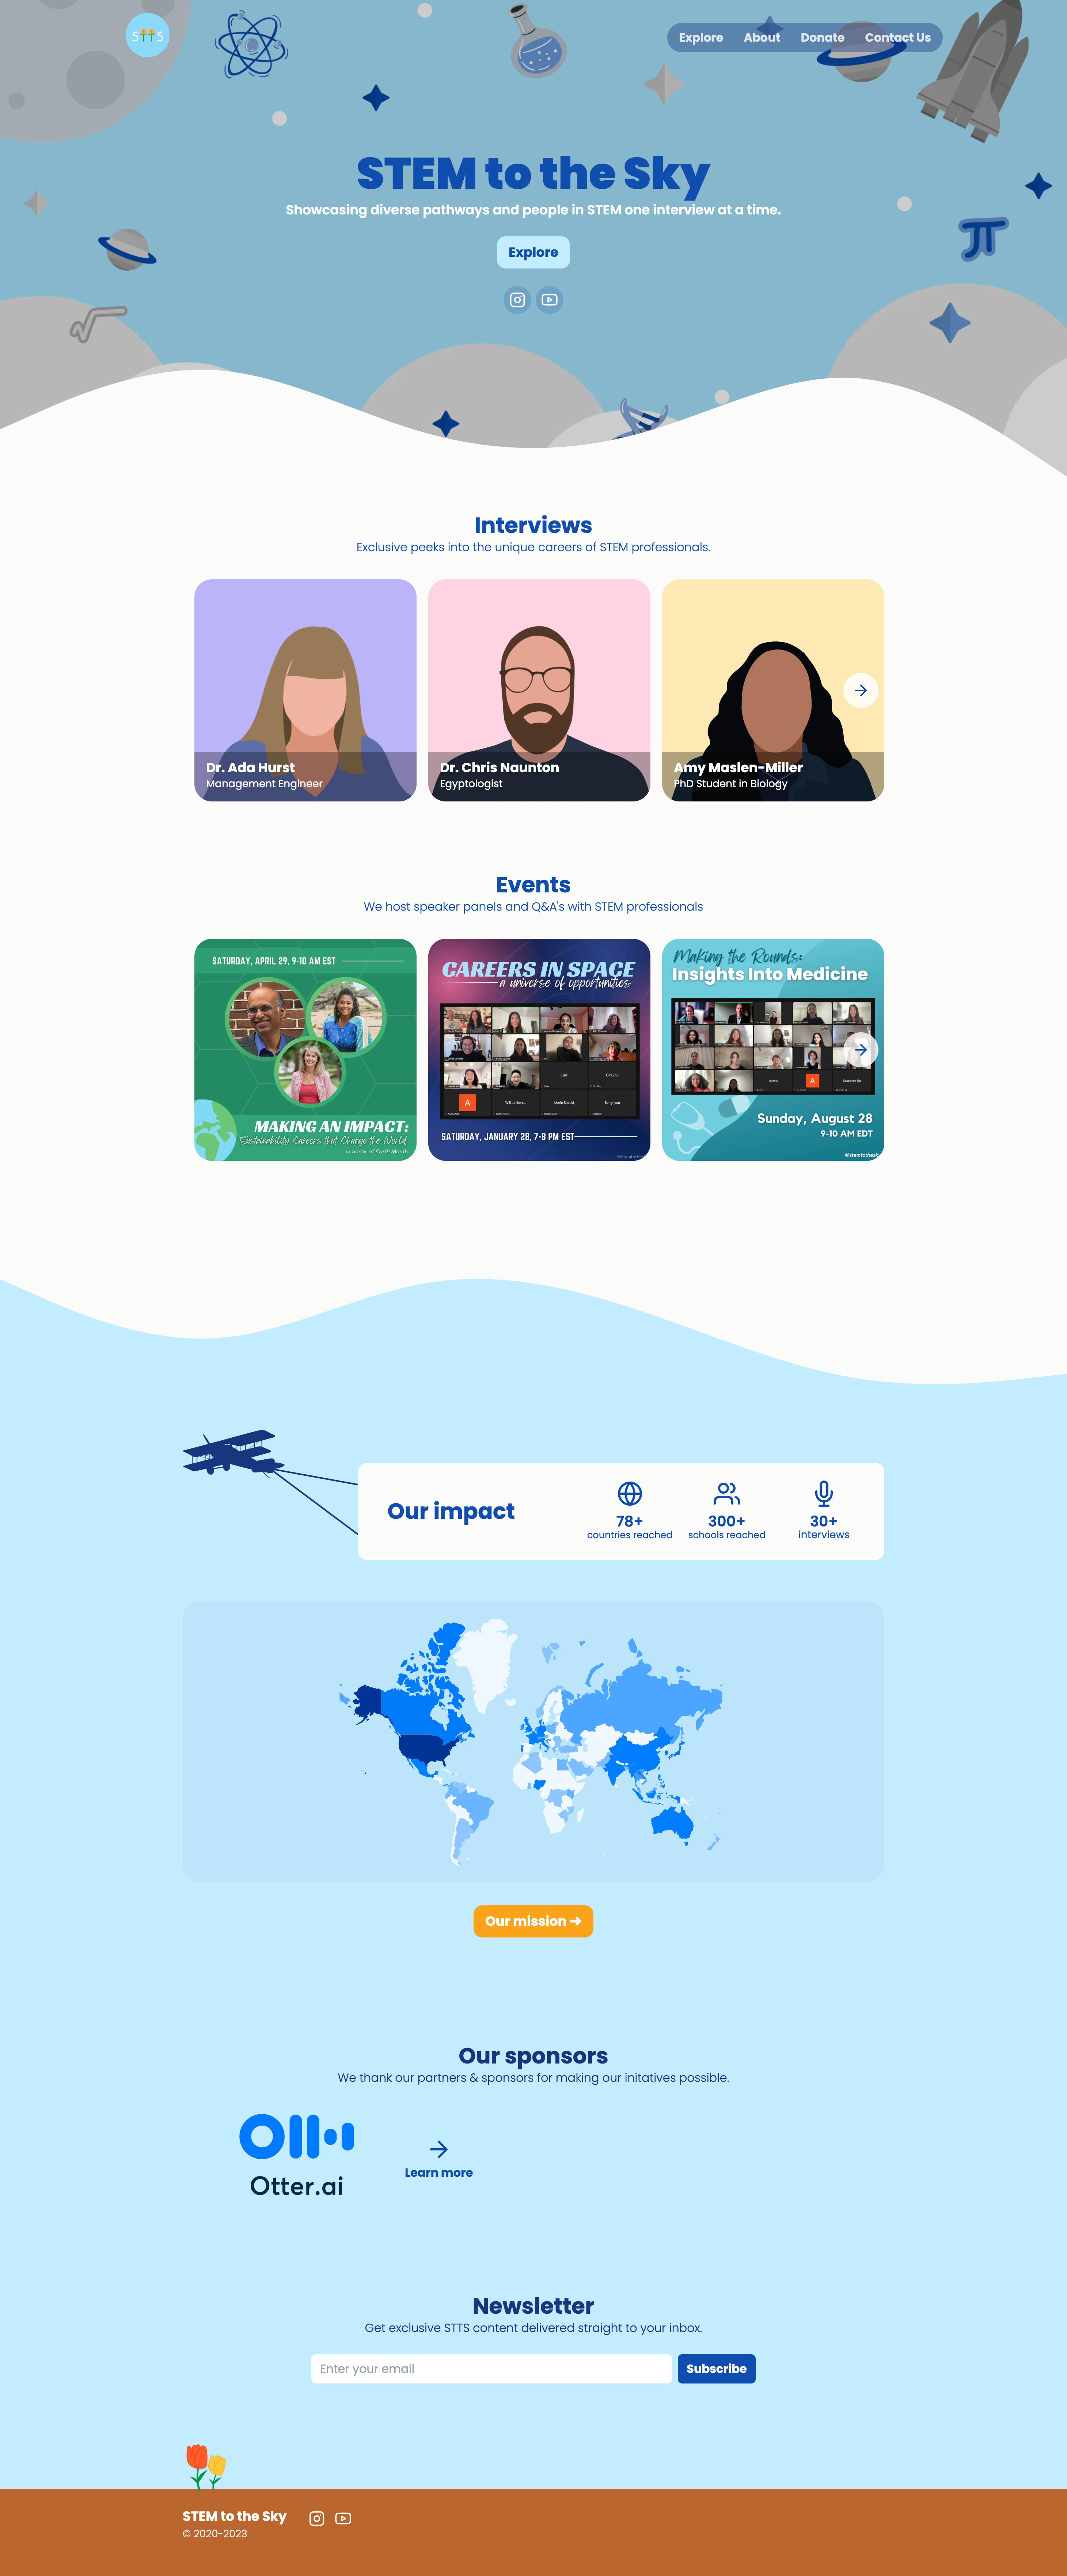 STTS
Explore About Donate Contact Us
STEM to the Sky
Showcasing diverse pathways and people in STEM one interview at a time.
Explore
Interviews
Exclusive peeks into the unique careers of STEM professionals.
Dr. Ada Hurst
Management Engineer
Dr. Chris Naunton
Egyptologist
Amy Maslen-Miller
PhD Student in Biology
Events
We host speaker panels and Q&A's with STEM professionals
SATURDAY, APRIL 29, 9-10 AM EST
MAKING AN IMPACT:
Sustainability Careers that Change the World
in honor of Earth Month
CAREERS IN SPACE
a universe of opportunities
A
SATURDAY, JANUARY 28, 7-8 PM EST
Making the Rounds:
Insights Into Medicine
A
Sunday, August 28
9-10 AM EDT
Our impact
78+
countries reached
300+
schools reached
30+
interviews
Our mission ➜
Our sponsors
We thank our partners & sponsors for making our initatives possible.
Otter.ai
Learn more
Newsletter
Get exclusive STTS content delivered straight to your inbox.
Enter your email
Subscribe
STEM to the Sky
© 2020-2023